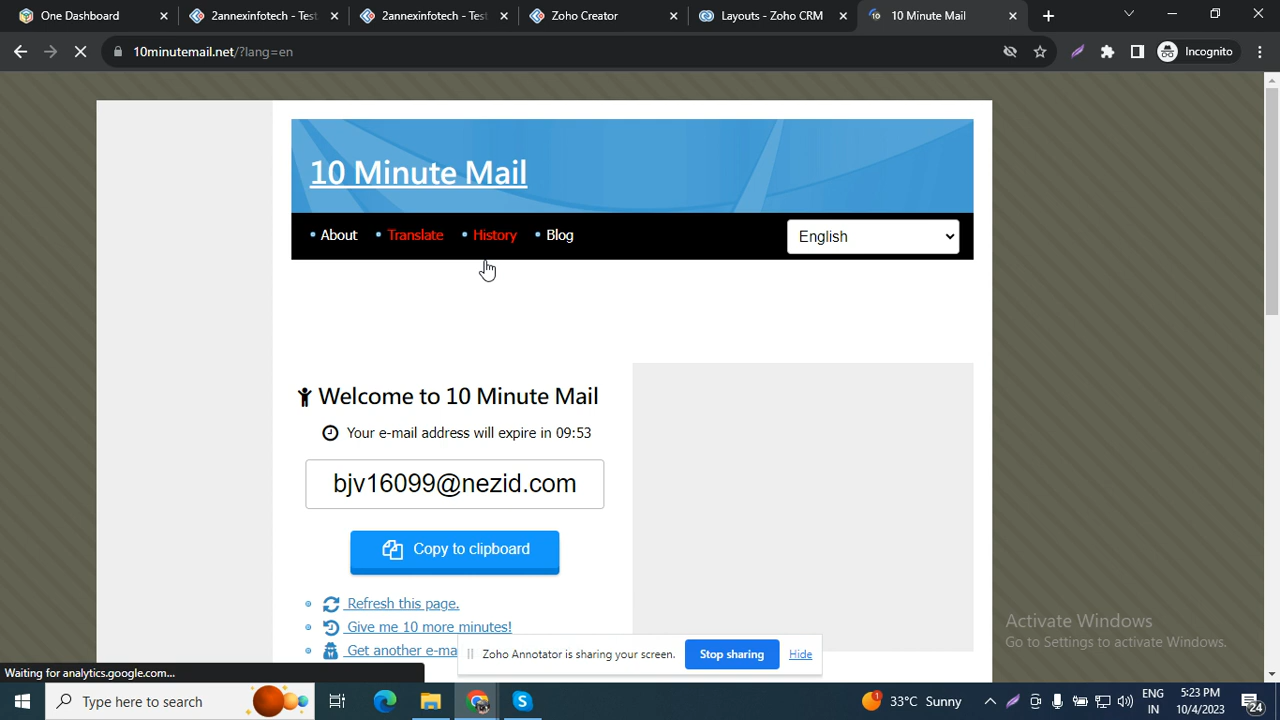 One Dashboard
2annexinfotech - Test
2annexinfotech - Test
Zoho Creator
Layouts - Zoho CRM
10 Minute Mail
10minutemail.net/?lang=en
Incognito
10 Minute Mail
About
Translate
History
Blog
English
Welcome to 10 Minute Mail
Your e-mail address will expire in 09:53
bjv16099@nezid.com
Copy to clipboard
Refresh this page.
Give me 10 more minutes!
Get another e-ma
Activate Windows
Go to Settings to activate Windows.
Zoho Annotator is sharing your screen.
Stop sharing
Hide
Waiting for analytics.google.com...
Type here to search
1
33°C Sunny
ENG
IN
5:23 PM
10/4/2023
24